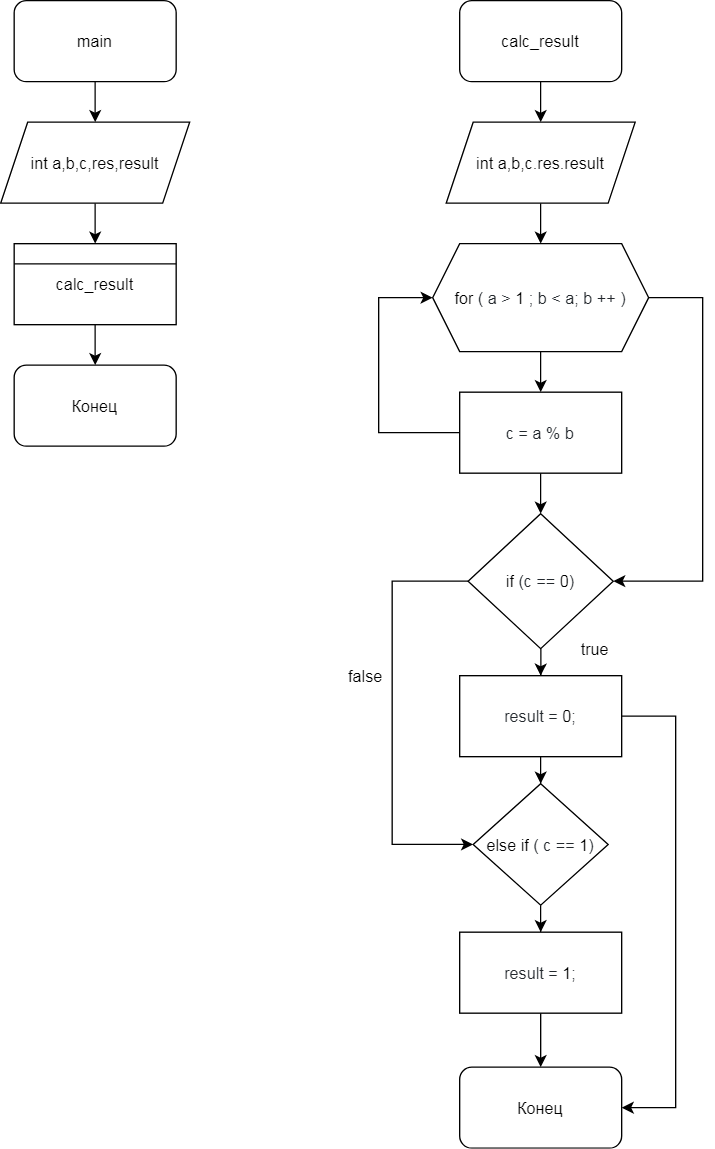 main
int a,b,c,res,result
calc_result
Конец
calc_result
int a,b,c.res.result
for ( a > 1 ; b < a; b ++ )
c = a % b
if (c == 0)
true
false
result = 0;
else if ( c == 1)
result = 1;
Конец